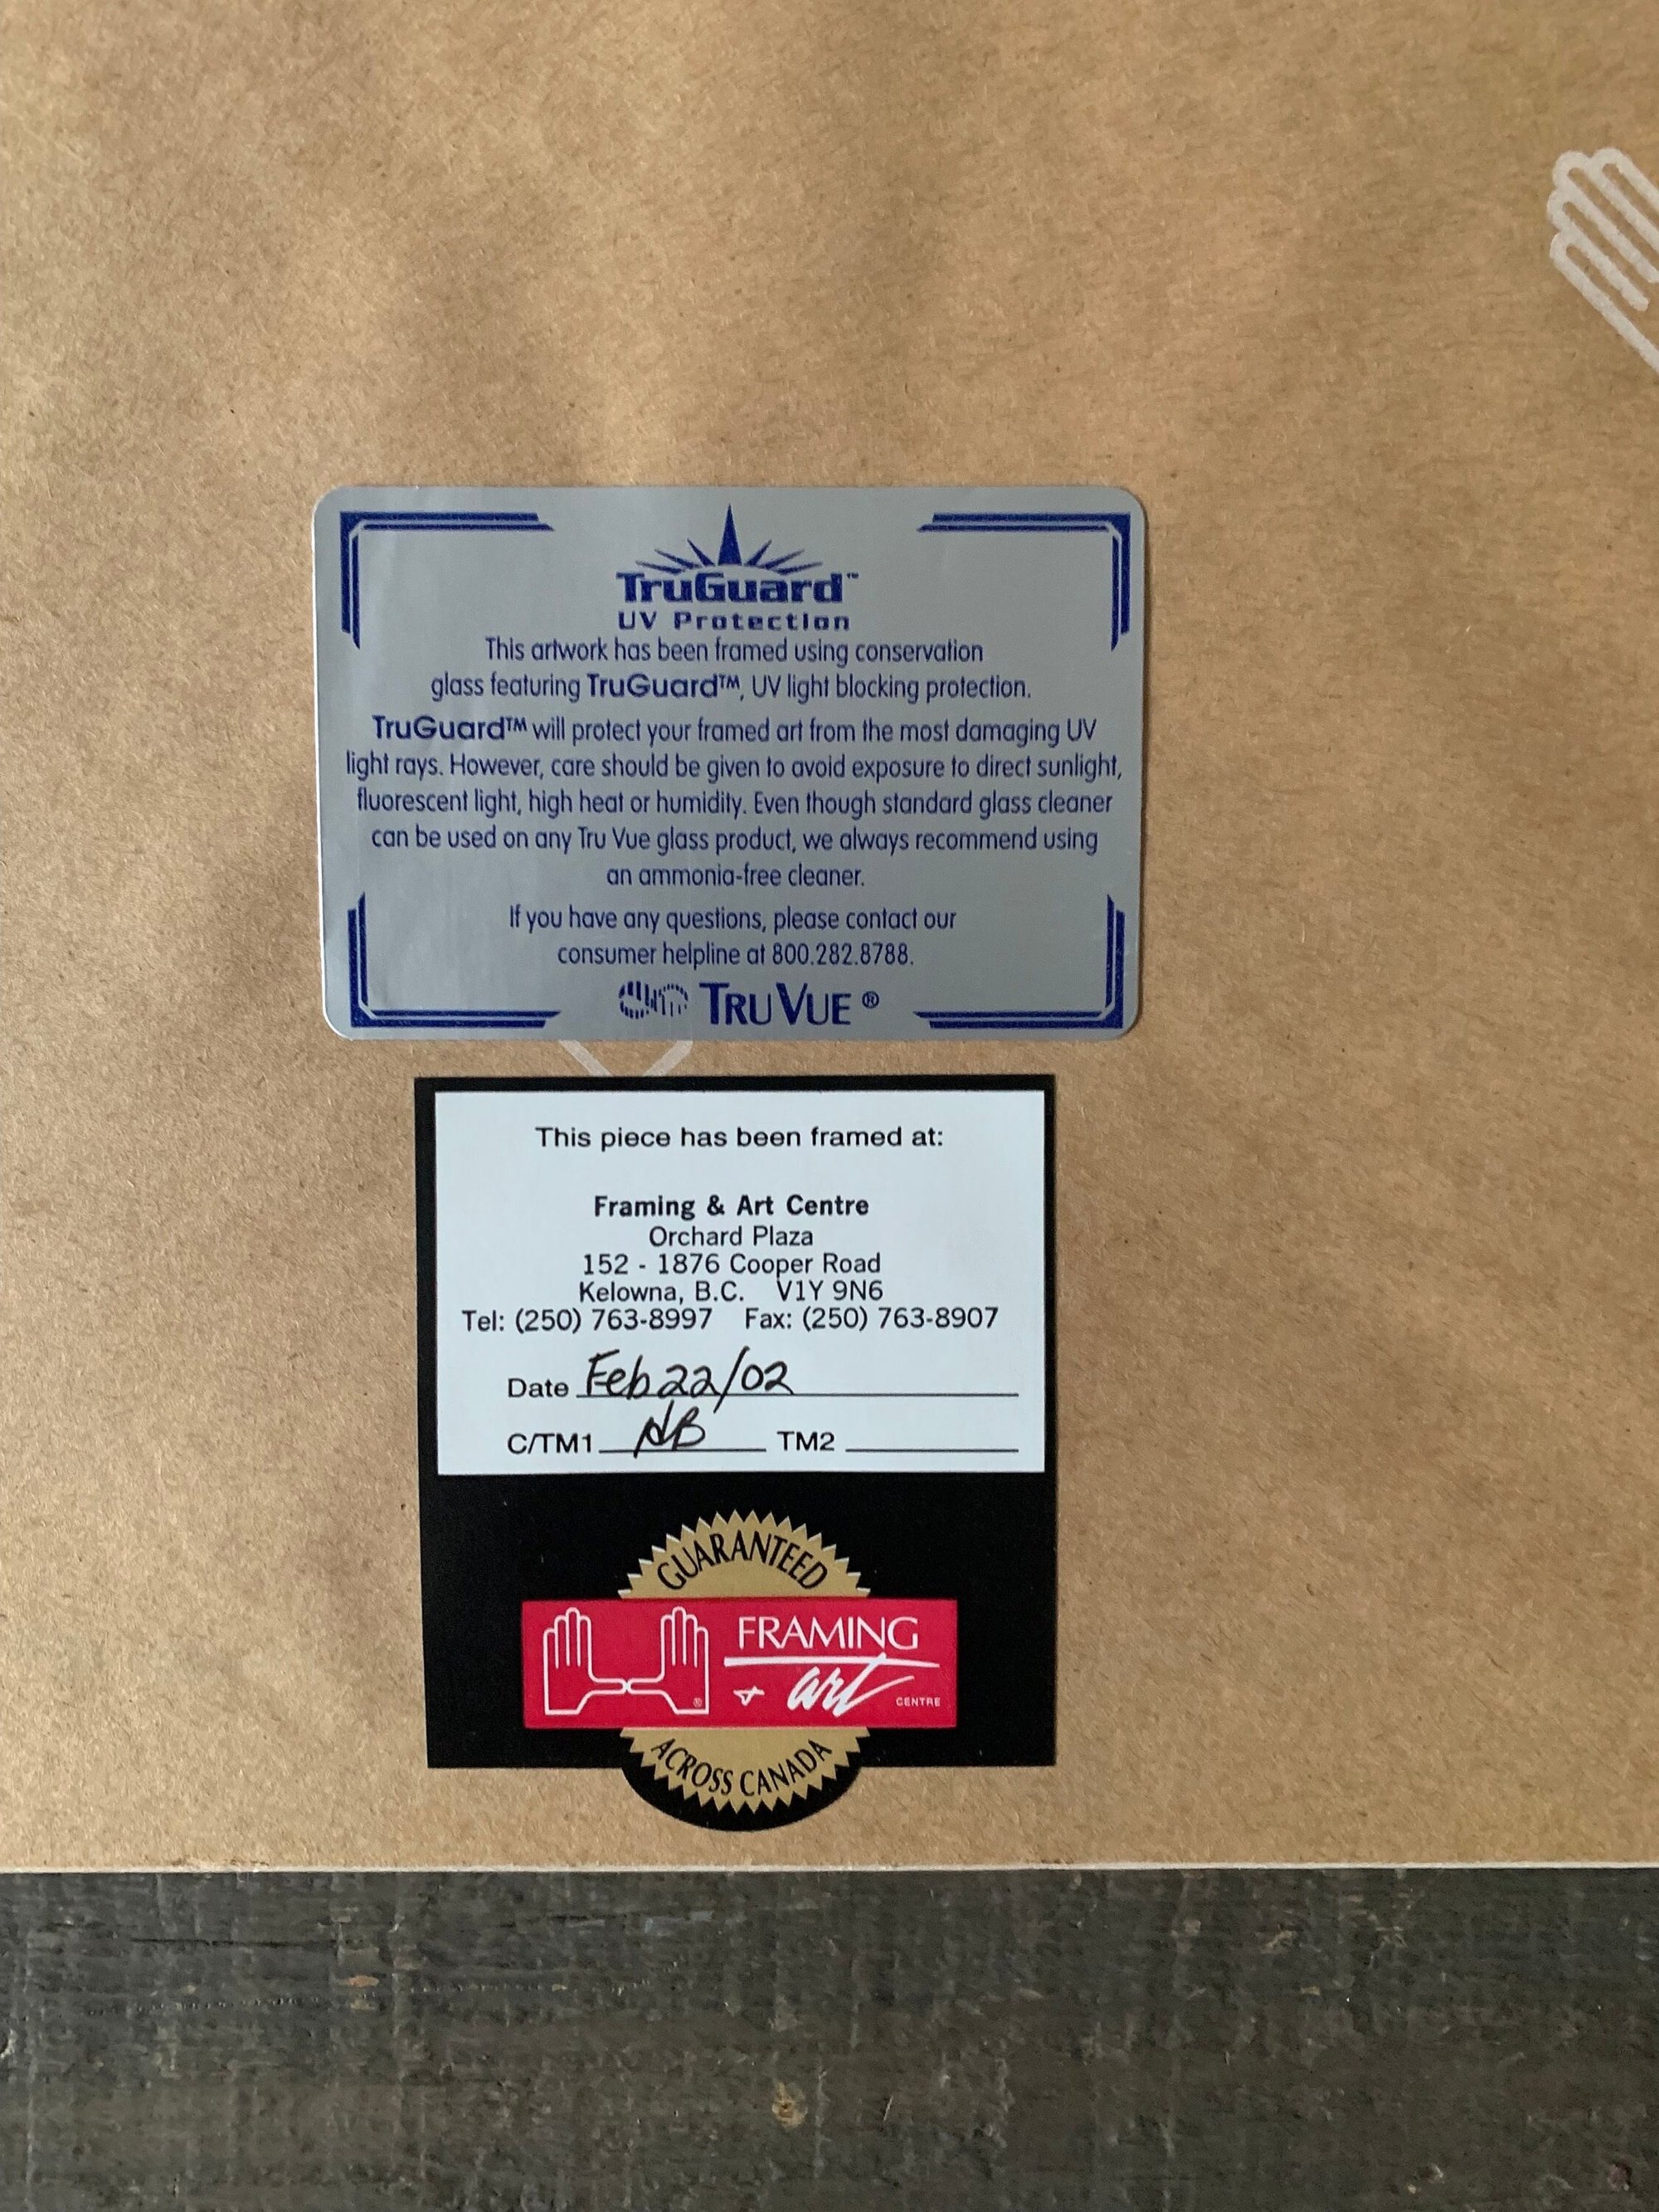 TruGuard™
UV Protection
This artwork has been framed using conservation
glass featuring TruGuard™, UV light blocking protection.
TruGuard™ will protect your framed art from the most damaging UV
light rays. However, care should be given to avoid exposure to direct sunlight,
fluorescent light, high heat or humidity. Even though standard glass cleaner
can be used on any Tru Vue glass product, we always recommend using
an ammonia-free cleaner.
If you have any questions, please contact our
consumer helpline at 800.282.8788.
TRU VUE ®
This piece has been framed at:
Framing & Art Centre
Orchard Plaza
152 - 1876 Cooper Road
Kelowna, B.C. V1Y 9N6
Tel: (250) 763-8997 Fax: (250) 763-8907
Date Feb 22/02
C/TM1 NB TM2
GUARANTEED
FRAMING
& art CENTRE
®
ACROSS CANADA